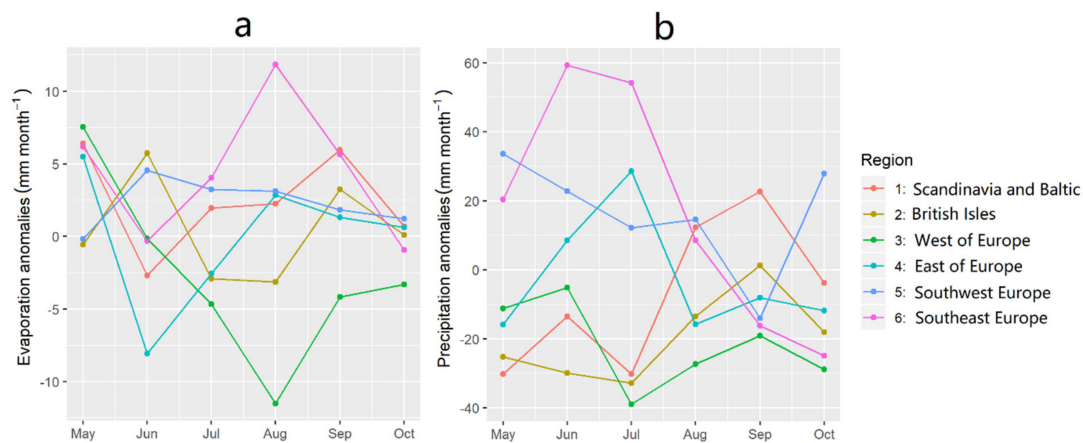 a
b
Evaporation anomalies (mm month⁻¹)
10
5
0
-5
-10
May Jun Jul Aug Sep Oct
Precipitation anomalies (mm month⁻¹)
60
40
20
0
-20
-40
May Jun Jul Aug Sep Oct
Region
1: Scandinavia and Baltic
2: British Isles
3: West of Europe
4: East of Europe
5: Southwest Europe
6: Southeast Europe